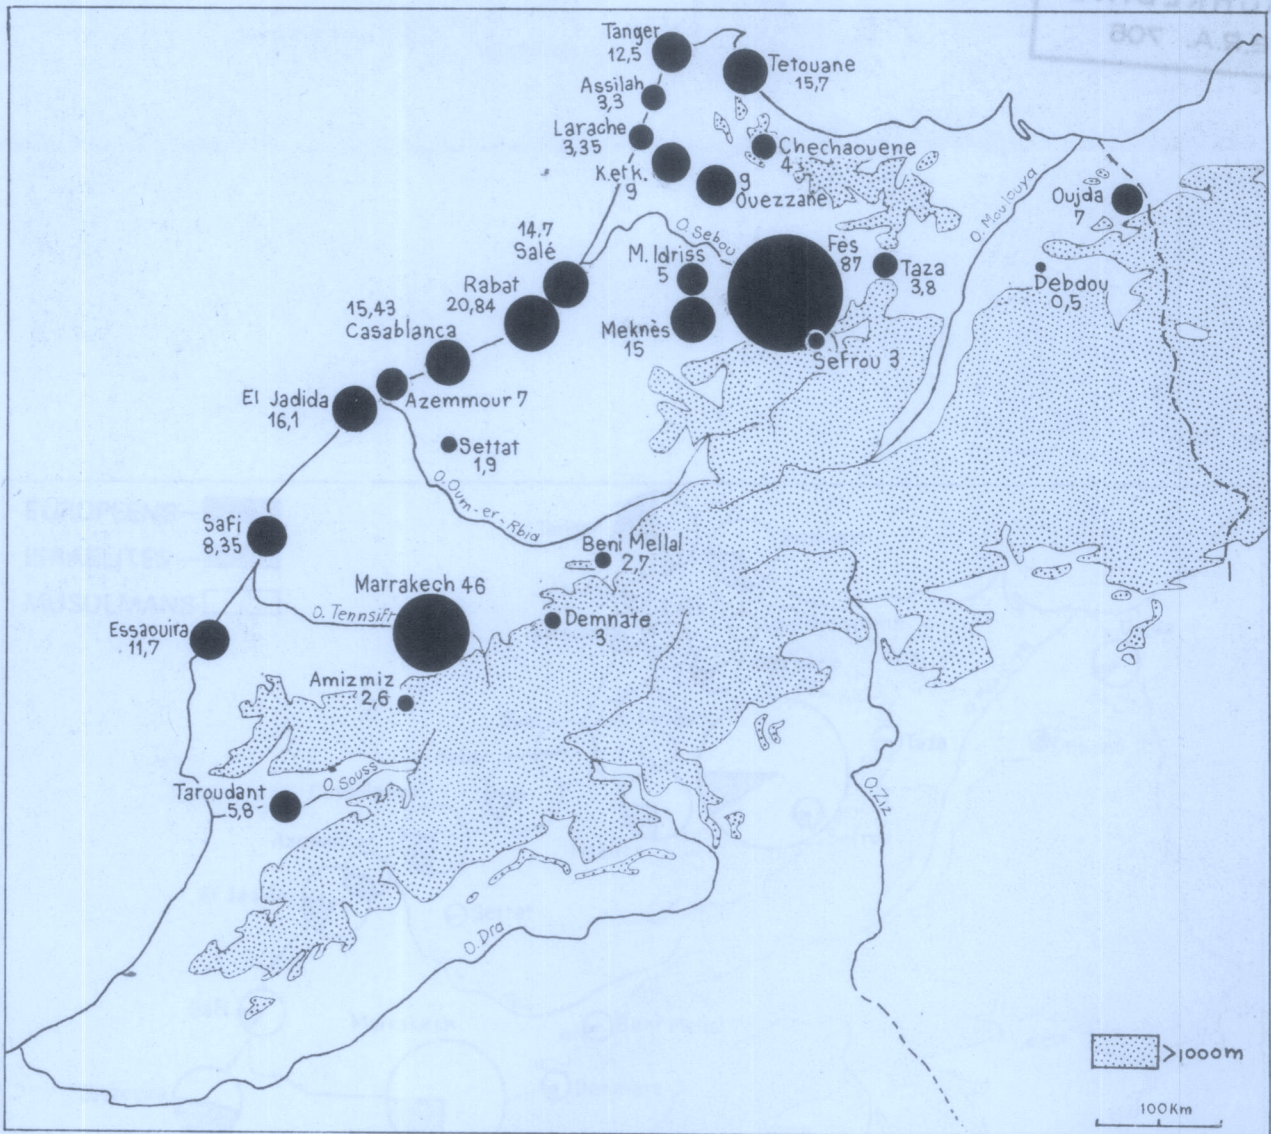 Tanger
12,5
Tetouane
15,7
Assilah
3,3
Larache
3,35
Chechaouene
4
K.et k.
9
9
Ouezzane
O. Moulouya
Oujda
7
14,7
Salé
O. Sebou
M. Idriss
5
Fès
87
Taza
3,8
Debdou
0,5
Rabat
20,84
15,43
Casablanca
Meknès
15
Sefrou 3
El Jadida
16,1
Azemmour 7
Settat
1,9
O. Oum-er-Rbia
Safi
8,35
Beni Mellal
2,7
Marrakech 46
O. Tennsift
Demnate
3
Essaouira
11,7
Amizmiz
2,6
Taroudant
5,8
O. Souss
O. Ziz
O. Dra
>1000m
100 Km